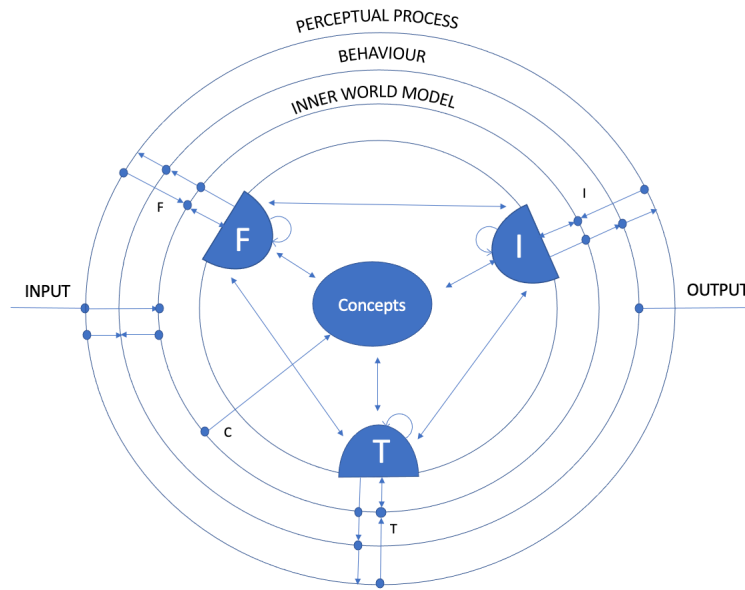 PERCEPTUAL PROCESS
BEHAVIOUR
INNER WORLD MODEL
F
I
F
I
INPUT
Concepts
OUTPUT
C
T
T